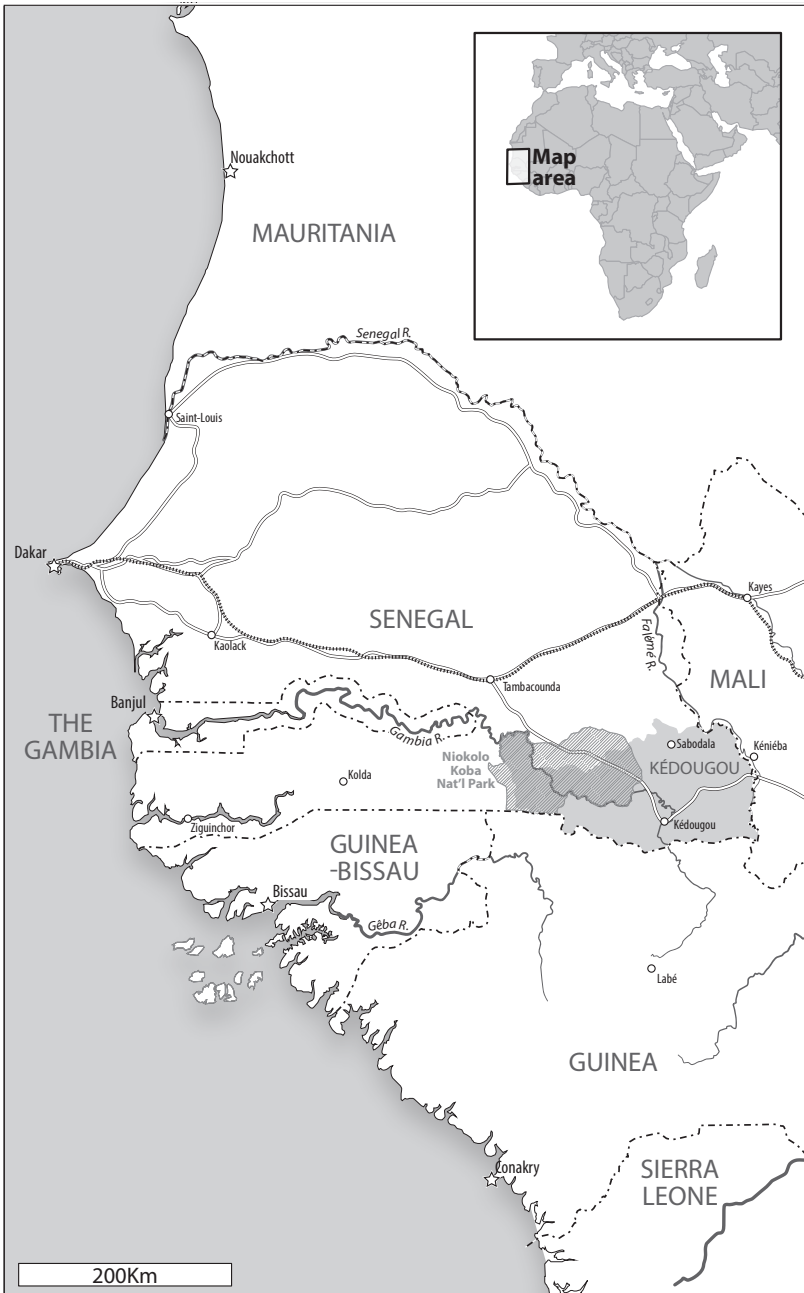 Nouakchott
Map
area
MAURITANIA
Senegal R.
Saint-Louis
Dakar
Kayes
SENEGAL
Falémé R.
Kaolack
Tambacounda
MALI
Banjul
THE
GAMBIA
Gambia R.
Sabodala
Niokolo
Koba
Nat'l Park
KÉDOUGOU
Kéniéba
Kolda
Ziguinchor
Kédougou
GUINEA
-BISSAU
Bissau
Gêba R.
Labé
GUINEA
Conakry
SIERRA
LEONE
200Km